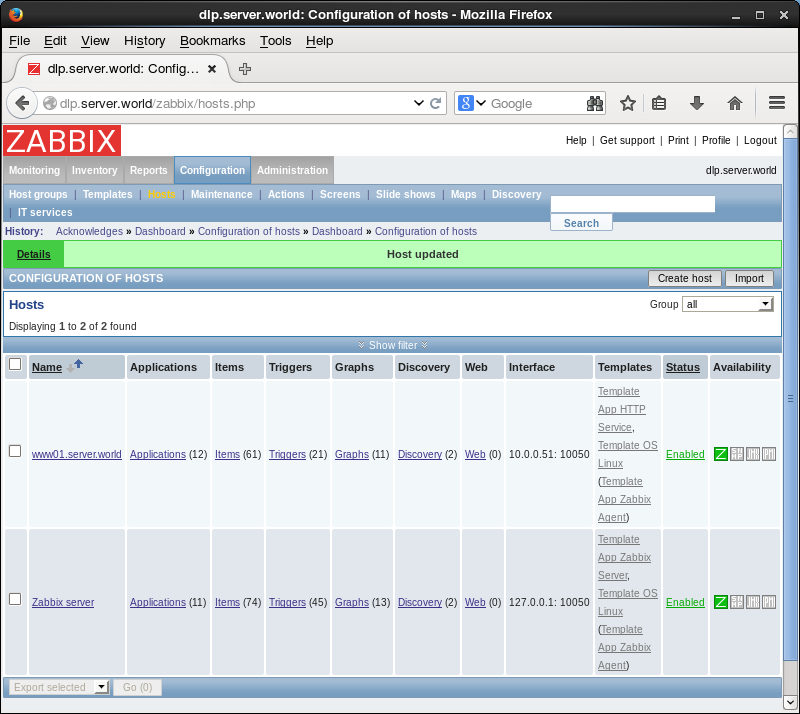 dlp.server.world: Configuration of hosts - Mozilla Firefox
File Edit View History Bookmarks Tools Help
dlp.server.world: Config...
dlp.server.world/zabbix/hosts.php
Google
ZABBIX
Help | Get support | Print | Profile | Logout
Monitoring Inventory Reports Configuration Administration
dlp.server.world
Host groups | Templates | Hosts | Maintenance | Actions | Screens | Slide shows | Maps | Discovery
| IT services
Search
History: Acknowledges » Dashboard » Configuration of hosts » Dashboard » Configuration of hosts
Details Host updated
CONFIGURATION OF HOSTS Create host Import
Hosts Group all
Displaying 1 to 2 of 2 found
Show filter
Name Applications Items Triggers Graphs Discovery Web Interface Templates Status Availability
www01.server.world Applications (12) Items (61) Triggers (21) Graphs (11) Discovery (2) Web (0) 10.0.0.51: 10050
Template
App HTTP
Service,
Template OS
Linux
(Template
App Zabbix
Agent)
Enabled Z
Zabbix server Applications (11) Items (74) Triggers (45) Graphs (13) Discovery (2) Web (0) 127.0.0.1: 10050
Template
App Zabbix
Server,
Template OS
Linux
(Template
App Zabbix
Agent)
Enabled Z
Export selected Go (0)